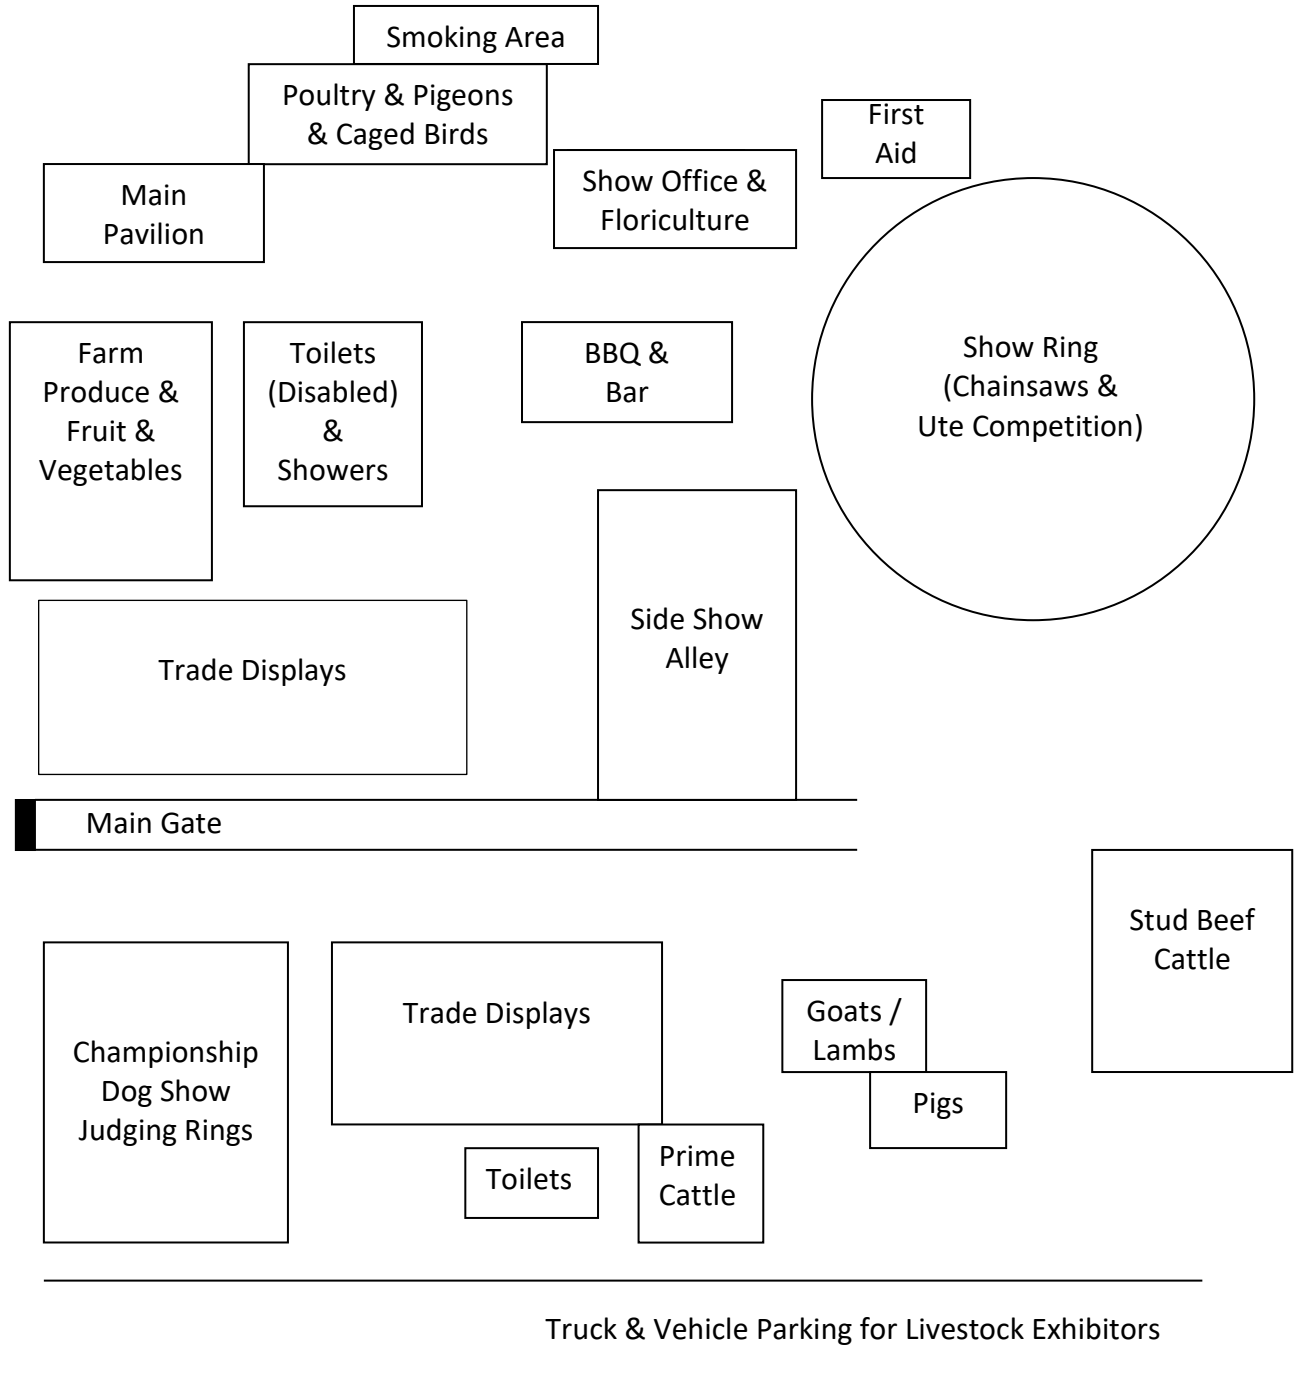 Smoking Area
Poultry & Pigeons
& Caged Birds
First
Aid
Main
Pavilion
Show Office &
Floriculture
Farm
Produce &
Fruit &
Vegetables
Toilets
(Disabled)
&
Showers
BBQ &
Bar
Show Ring
(Chainsaws &
Ute Competition)
Side Show
Alley
Trade Displays
Main Gate
Stud Beef
Cattle
Championship
Dog Show
Judging Rings
Trade Displays
Goats /
Lambs
Pigs
Toilets
Prime
Cattle
Truck & Vehicle Parking for Livestock Exhibitors